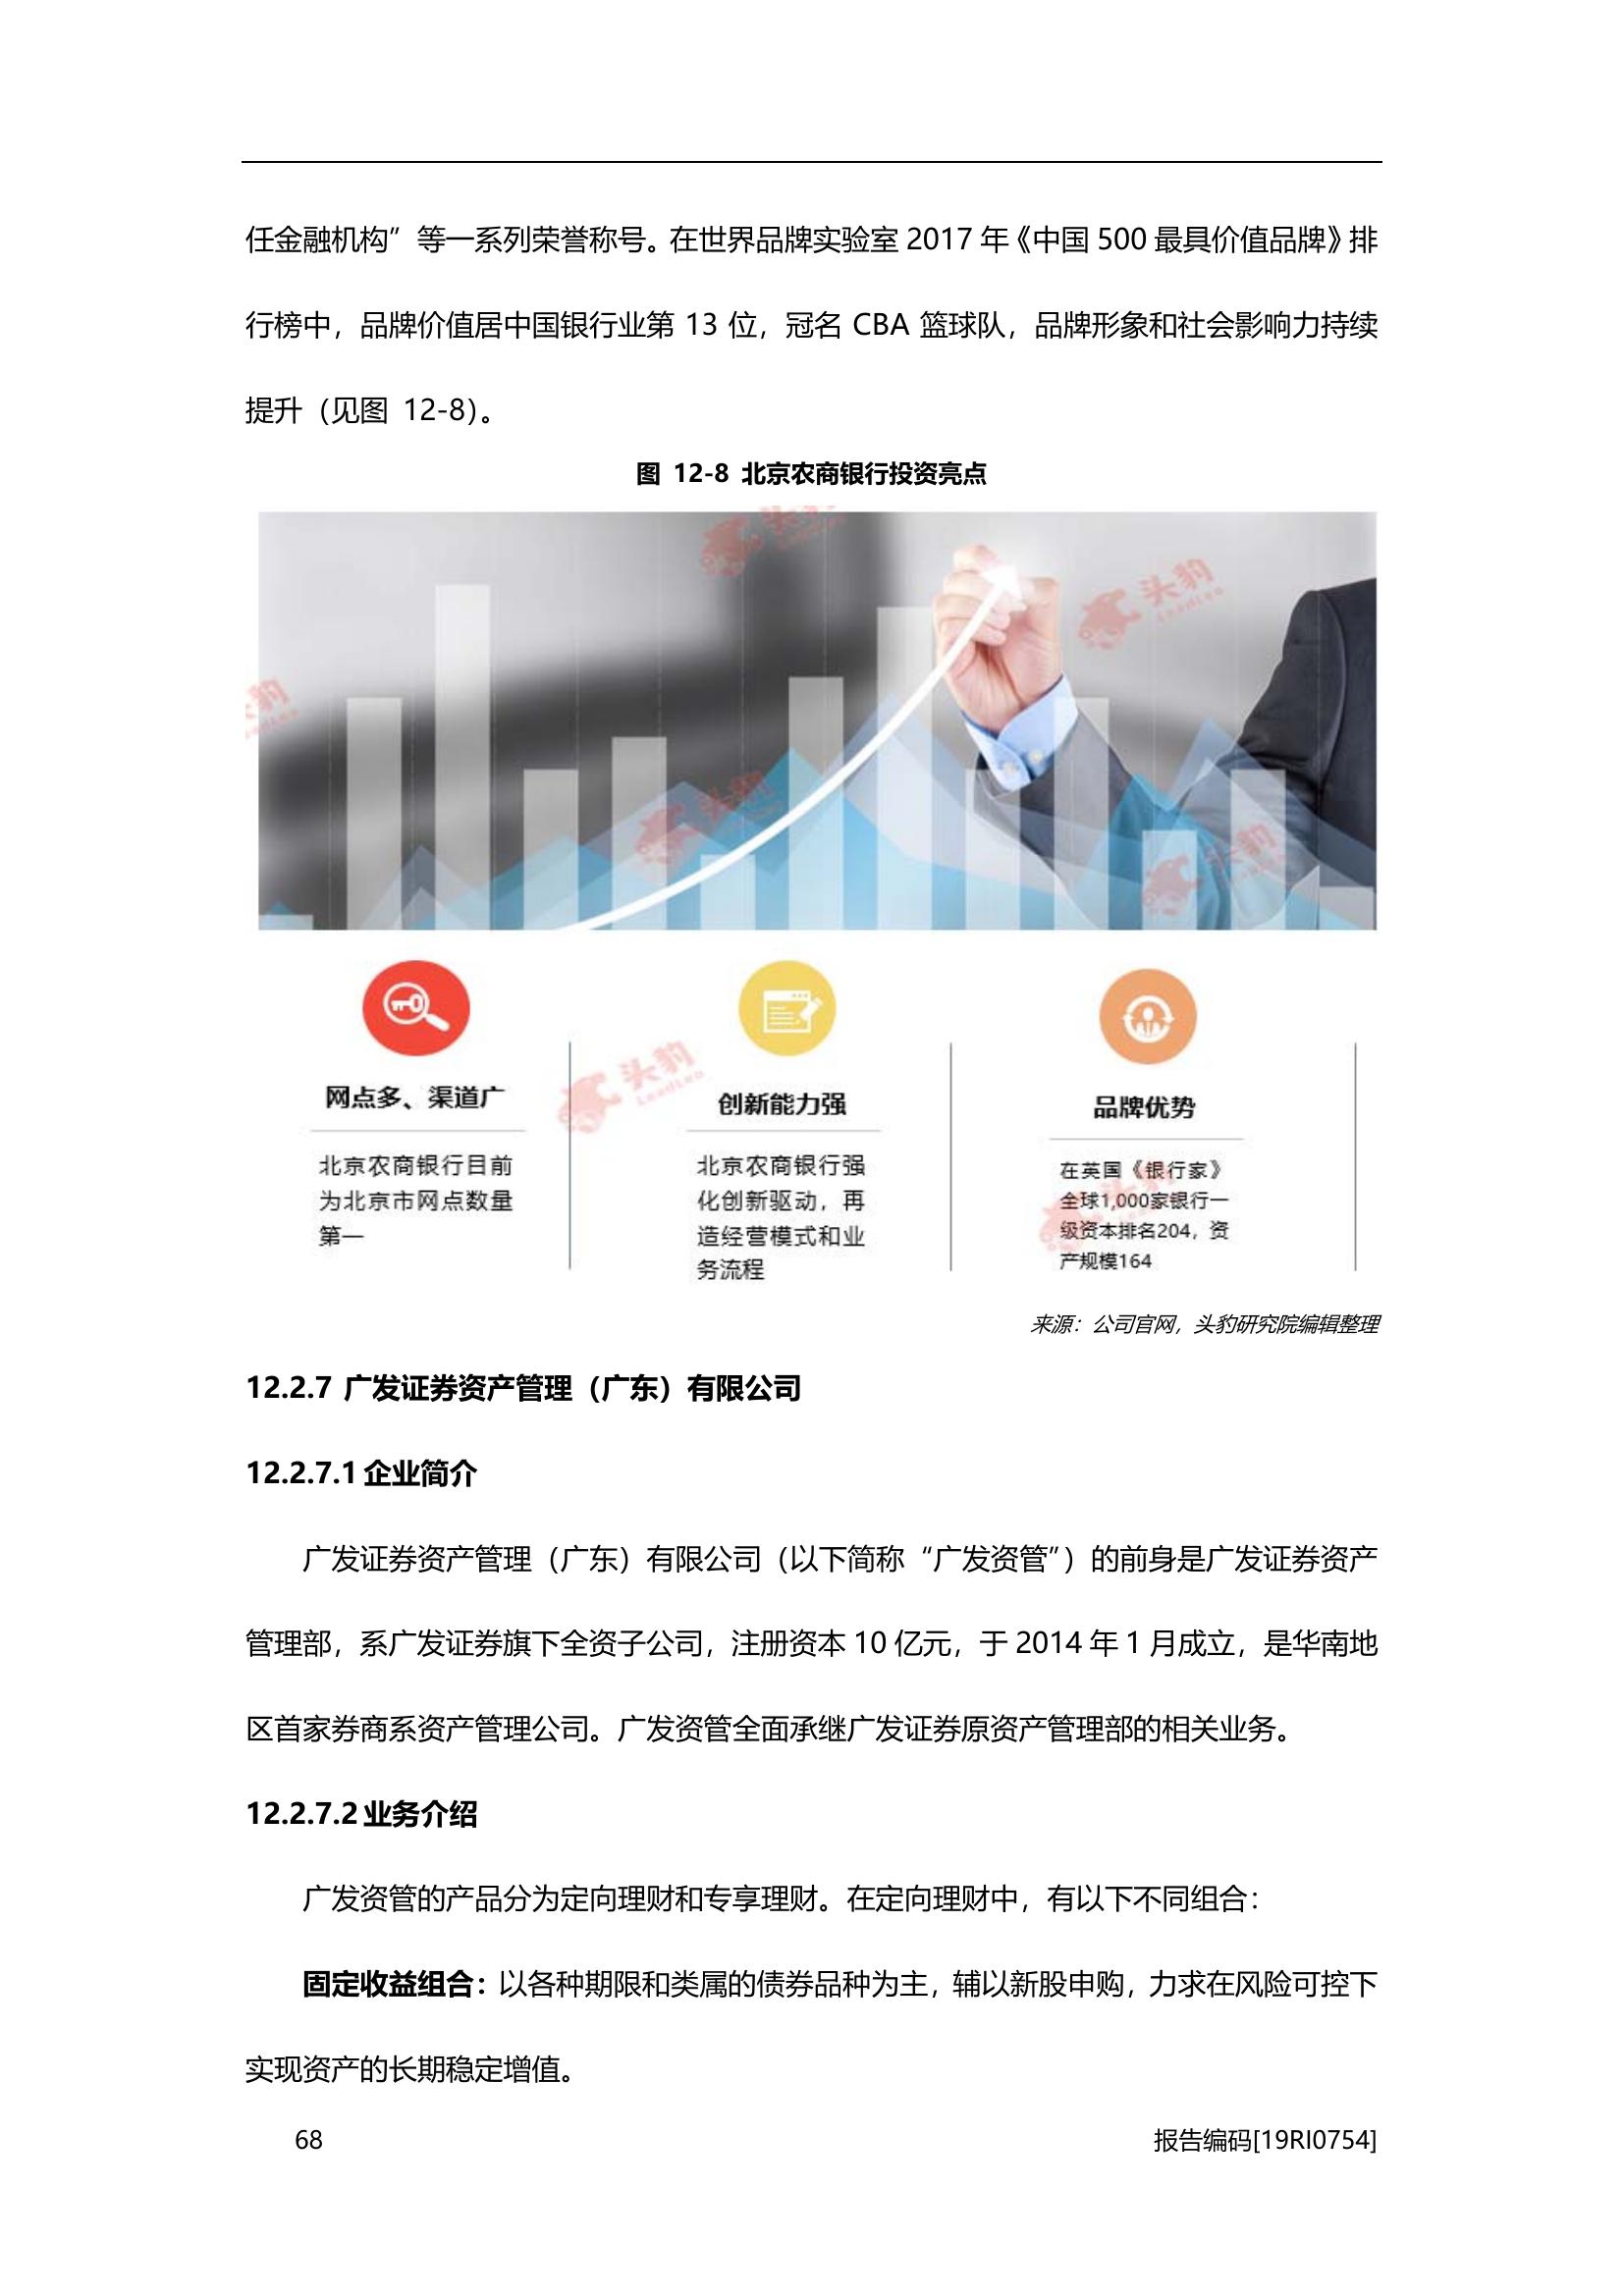 任金融机构”等一系列荣誉称号。在世界品牌实验室 2017 年《中国 500 最具价值品牌》排
行榜中，品牌价值居中国银行业第 13 位，冠名 CBA 篮球队，品牌形象和社会影响力持续
提升（见图 12-8）。
图 12-8 北京农商银行投资亮点
头豹
LeadLeo
头豹
LeadLeo
头豹
LeadLeo
头豹
LeadLeo
头豹
LeadLeo
网点多、渠道广
北京农商银行目前
为北京市网点数量
第一
头豹
LeadLeo
创新能力强
北京农商银行强
化创新驱动，再
造经营模式和业
务流程
品牌优势
在英国《银行家》
全球1,000家银行一
级资本排名204，资
产规模164
来源：公司官网，头豹研究院编辑整理
12.2.7 广发证券资产管理（广东）有限公司
12.2.7.1 企业简介
广发证券资产管理（广东）有限公司（以下简称“广发资管”）的前身是广发证券资产
管理部，系广发证券旗下全资子公司，注册资本 10 亿元，于 2014 年 1 月成立，是华南地
区首家券商系资产管理公司。广发资管全面承继广发证券原资产管理部的相关业务。
12.2.7.2 业务介绍
广发资管的产品分为定向理财和专享理财。在定向理财中，有以下不同组合：
固定收益组合：以各种期限和类属的债券品种为主，辅以新股申购，力求在风险可控下
实现资产的长期稳定增值。
68
报告编码[19RI0754]